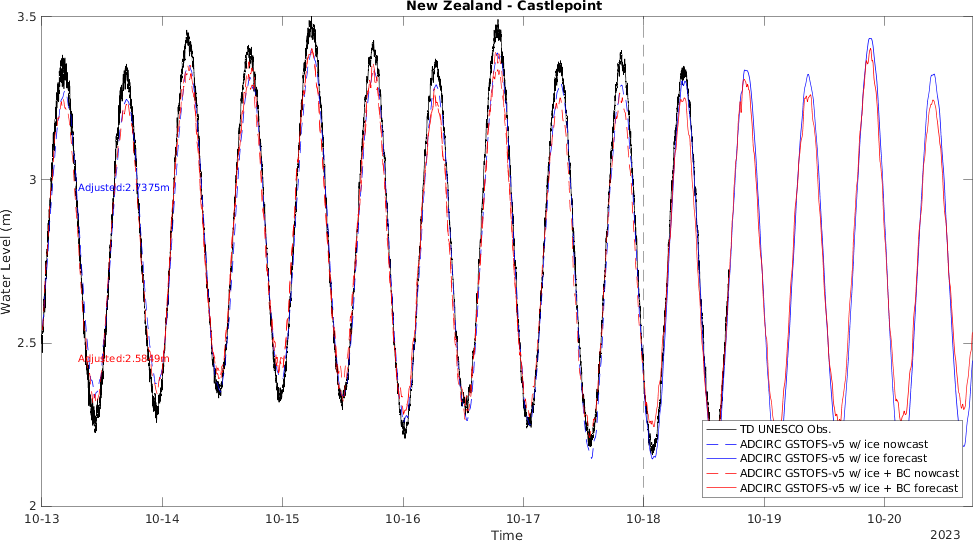 New Zealand - Castlepoint
3.5
3
2.5
2
Water Level (m)
Adjusted:2.7375m
Adjusted:2.5849m
TD UNESCO Obs.
ADCIRC GSTOFS-v5 w/ ice nowcast
ADCIRC GSTOFS-v5 w/ ice forecast
ADCIRC GSTOFS-v5 w/ ice + BC nowcast
ADCIRC GSTOFS-v5 w/ ice + BC forecast
10-13 10-14 10-15 10-16 10-17 10-18 10-19 10-20
Time
2023